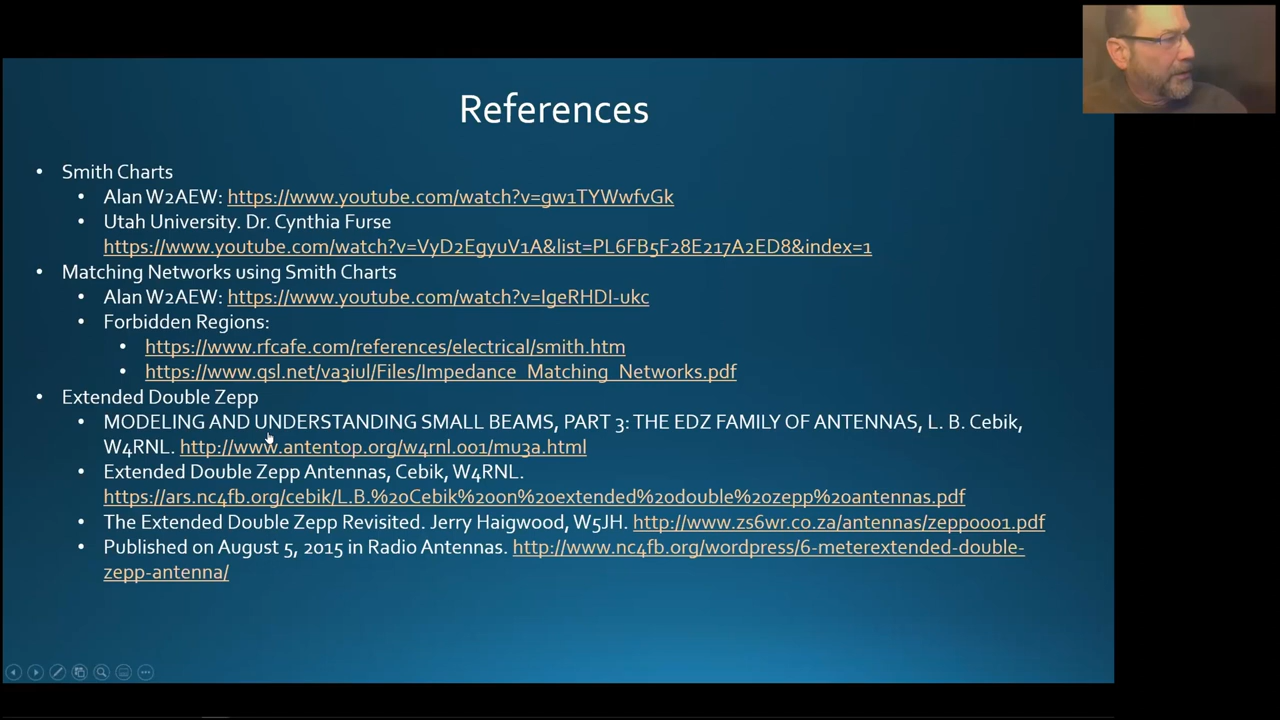 References
• Smith Charts
• Alan W2AEW: https://www.youtube.com/watch?v=gw1TYWwfvGk
• Utah University. Dr. Cynthia Furse
https://www.youtube.com/watch?v=VyD2EgyuV1A&list=PL6FB5F28E217A2ED8&index=1
• Matching Networks using Smith Charts
• Alan W2AEW: https://www.youtube.com/watch?v=IgeRHDI-ukc
• Forbidden Regions:
• https://www.rfcafe.com/references/electrical/smith.htm
• https://www.qsl.net/va3iul/Files/Impedance_Matching_Networks.pdf
• Extended Double Zepp
• MODELING AND UNDERSTANDING SMALL BEAMS, PART 3: THE EDZ FAMILY OF ANTENNAS, L. B. Cebik,
W4RNL. http://www.antentop.org/w4rnl.001/mu3a.html
• Extended Double Zepp Antennas, Cebik, W4RNL.
https://ars.nc4fb.org/cebik/L.B.%20Cebik%20on%20extended%20double%20zepp%20antennas.pdf
• The Extended Double Zepp Revisited. Jerry Haigwood, W5JH. http://www.zs6wr.co.za/antennas/zepp0001.pdf
• Published on August 5, 2015 in Radio Antennas. http://www.nc4fb.org/wordpress/6-meterextended-double-
zepp-antenna/